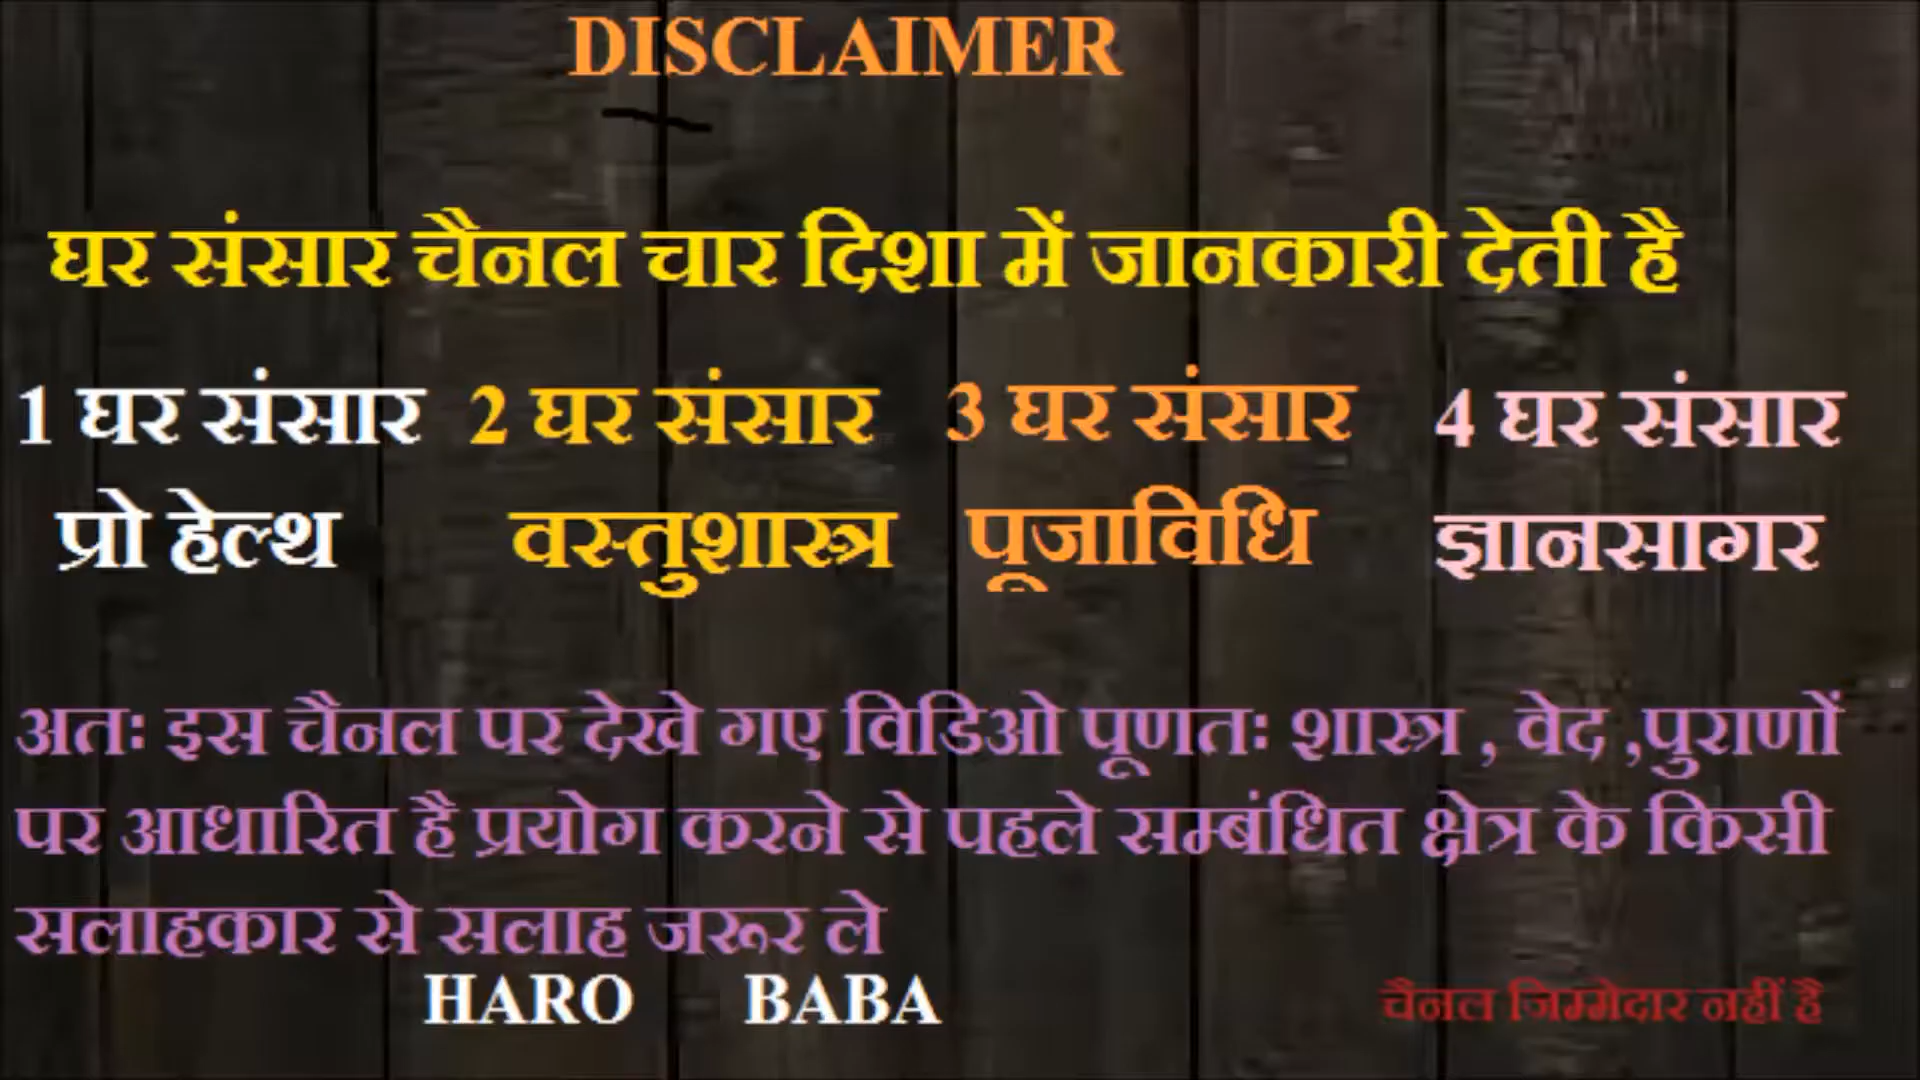 DISCLAIMER
घर संसार चैनल चार दिशा में जानकारी देती है
1 घर संसार 2 घर संसार 3 घर संसार 4 घर संसार
प्रो हेल्थ वस्तुशास्त्र पूजाविधि ज्ञानसागर
अतः इस चैनल पर देखे गए विडिओ पूणतः शास्त्र , वेद ,पुराणों
पर आधारित है प्रयोग करने से पहले सम्बंधित क्षेत्र के किसी
सलाहकार से सलाह जरूर ले
HARO BABA चैनल जिम्मेदार नहीं है